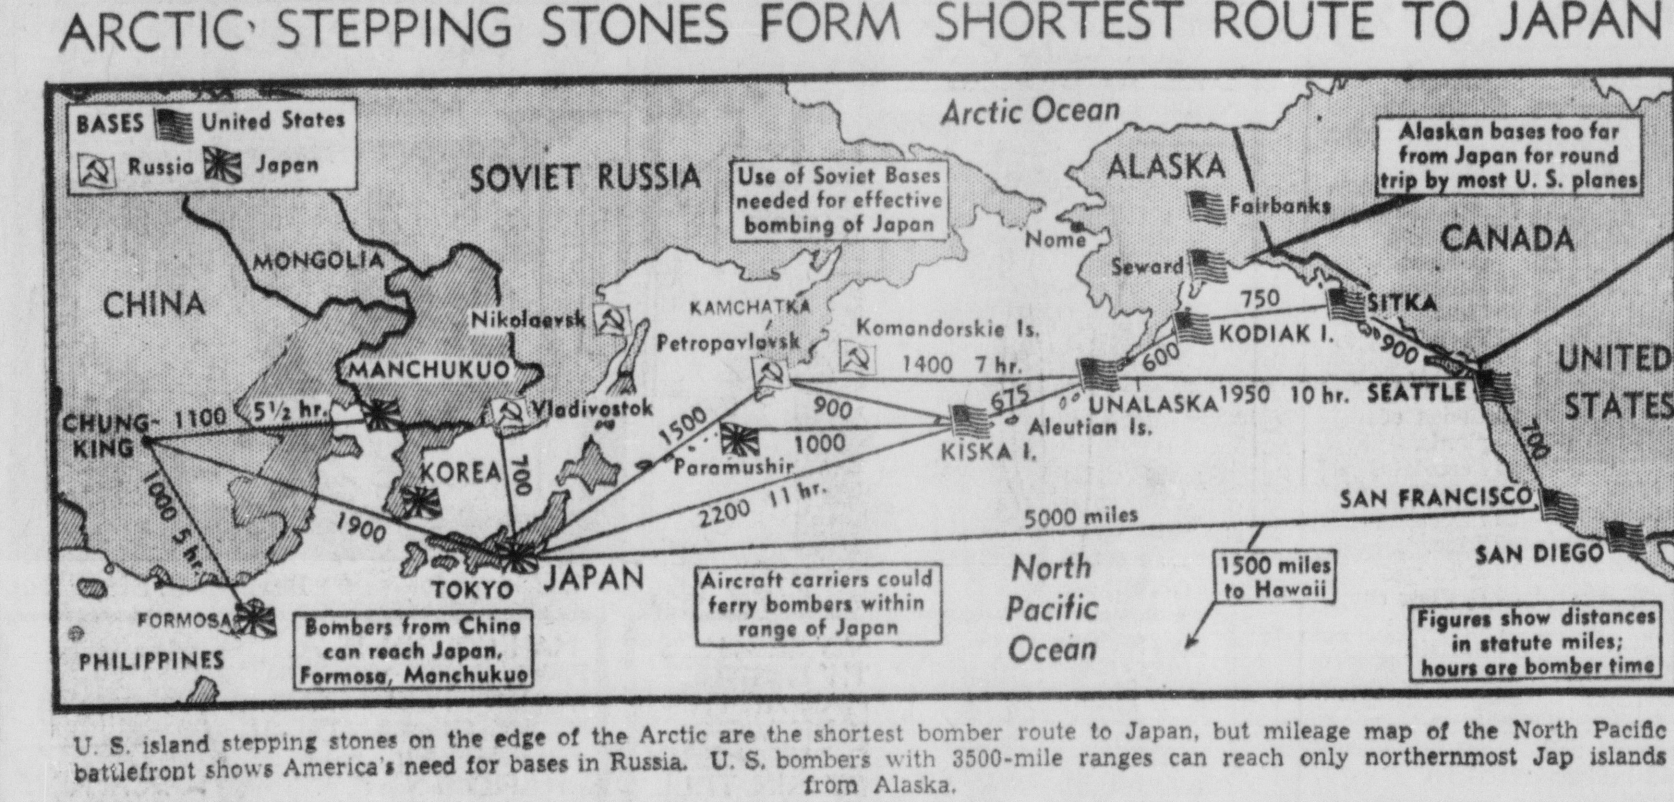 ARCTIC STEPPING STONES FORM SHORTEST ROUTE TO JAPAN
BASES United States
Russia Japan
Arctic Ocean
SOVIET RUSSIA
Use of Soviet Bases
needed for effective
bombing of Japan
ALASKA
Fairbanks
Nome
Seward
Alaskan bases too far
from Japan for round
trip by most U. S. planes
CANADA
MONGOLIA
CHINA
Nikolaevsk
KAMCHATKA
Petropavlovsk
Komandorskie Is.
1400 7 hr.
750
SITKA
KODIAK I.
600
900
UNITED
STATES
MANCHUKUO
CHUNG-
KING
1100 5½ hr.
Vladivostok
1500
900
675
UNALASKA
1950 10 hr.
SEATTLE
Aleutian Is.
KISKA I.
1000
Paramushir
KOREA
700
700
1000 5 hr.
1900
2200 11 hr.
5000 miles
SAN FRANCISCO
SAN DIEGO
TOKYO
JAPAN
FORMOSA
PHILIPPINES
Bombers from China
can reach Japan,
Formosa, Manchukuo
Aircraft carriers could
ferry bombers within
range of Japan
North
Pacific
Ocean
1500 miles
to Hawaii
Figures show distances
in statute miles;
hours are bomber time
U. S. island stepping stones on the edge of the Arctic are the shortest bomber route to Japan, but mileage map of the North Pacific
battlefront shows America's need for bases in Russia. U. S. bombers with 3500-mile ranges can reach only northernmost Jap islands
from Alaska.